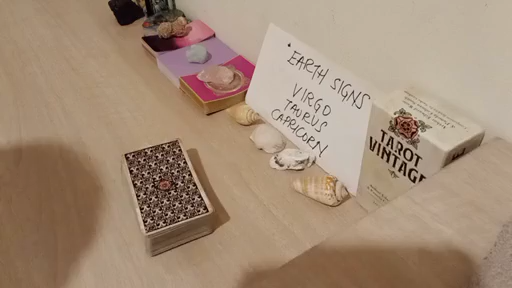 EARTH SIGNS
VIRGO
TAURUS
CAPRICORN
TAROT
VINTAGE